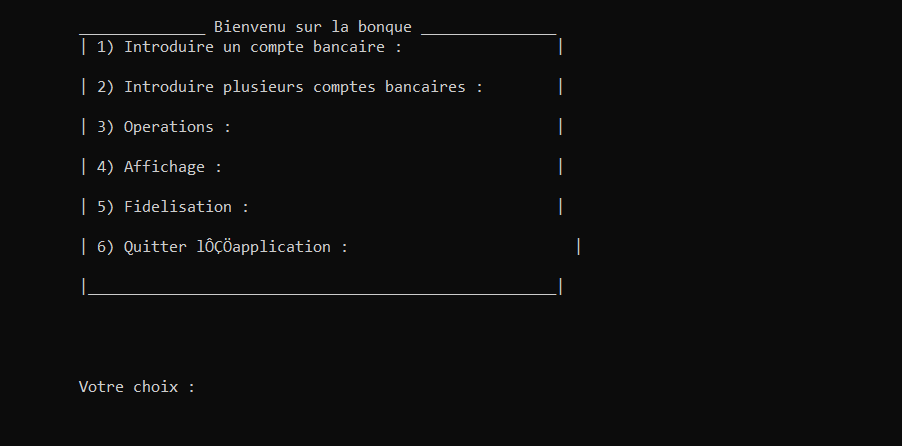 ______________ Bienvenu sur la bonque _______________
| 1) Introduire un compte bancaire :                 |
| 2) Introduire plusieurs comptes bancaires :        |
| 3) Operations :                                    |
| 4) Affichage :                                     |
| 5) Fidelisation :                                  |
| 6) Quitter lÔÇÖapplication :                         |
|____________________________________________________|
Votre choix :